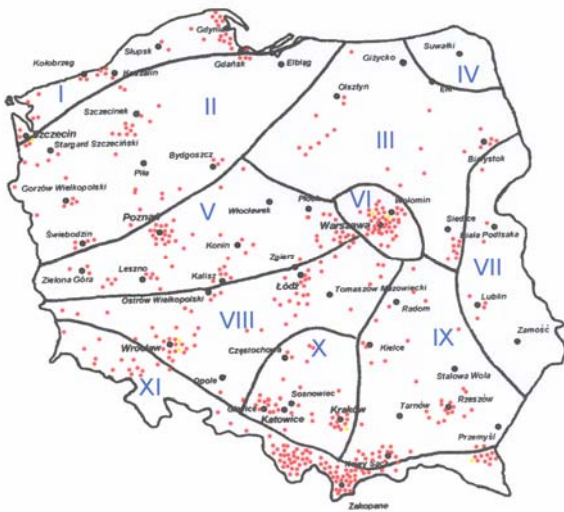 Gdynia
Słupsk
Kołobrzeg
Koszalin
Gdańsk
Elbląg
Giżycko
Suwałki
IV
Ełk
I
II
Olsztyn
Szczecinek
III
Szczecin
Stargard Szczeciński
Białystok
Piła
Bydgoszcz
Gorzów Wielkopolski
VI
Wołomin
V
Włocławek
Płock
Poznań
Warszawa
Siedlce
Biała Podlaska
Świebodzin
Konin
Zgierz
VII
Zielona Góra
Leszno
Kalisz
Łódź
Ostrów Wielkopolski
Tomaszów Mazowiecki
Radom
Lublin
VIII
Zamość
Wrocław
Częstochowa
X
Kielce
IX
XI
Opole
Stalowa Wola
Sosnowiec
Gliwice
Katowice
Kraków
Tarnów
Rzeszów
Przemyśl
Nowy Sącz
Zakopane